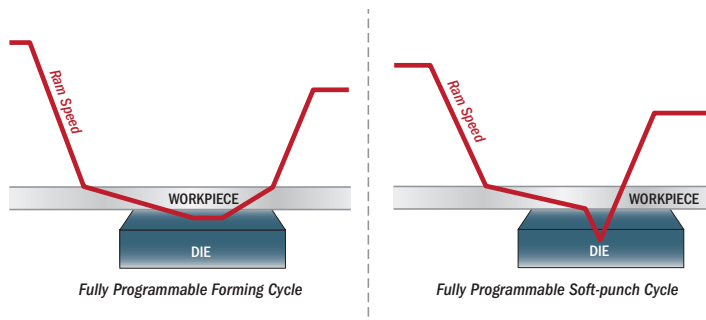 Ram Speed
WORKPIECE
DIE
Fully Programmable Forming Cycle
Ram Speed
WORKPIECE
DIE
Fully Programmable Soft-punch Cycle